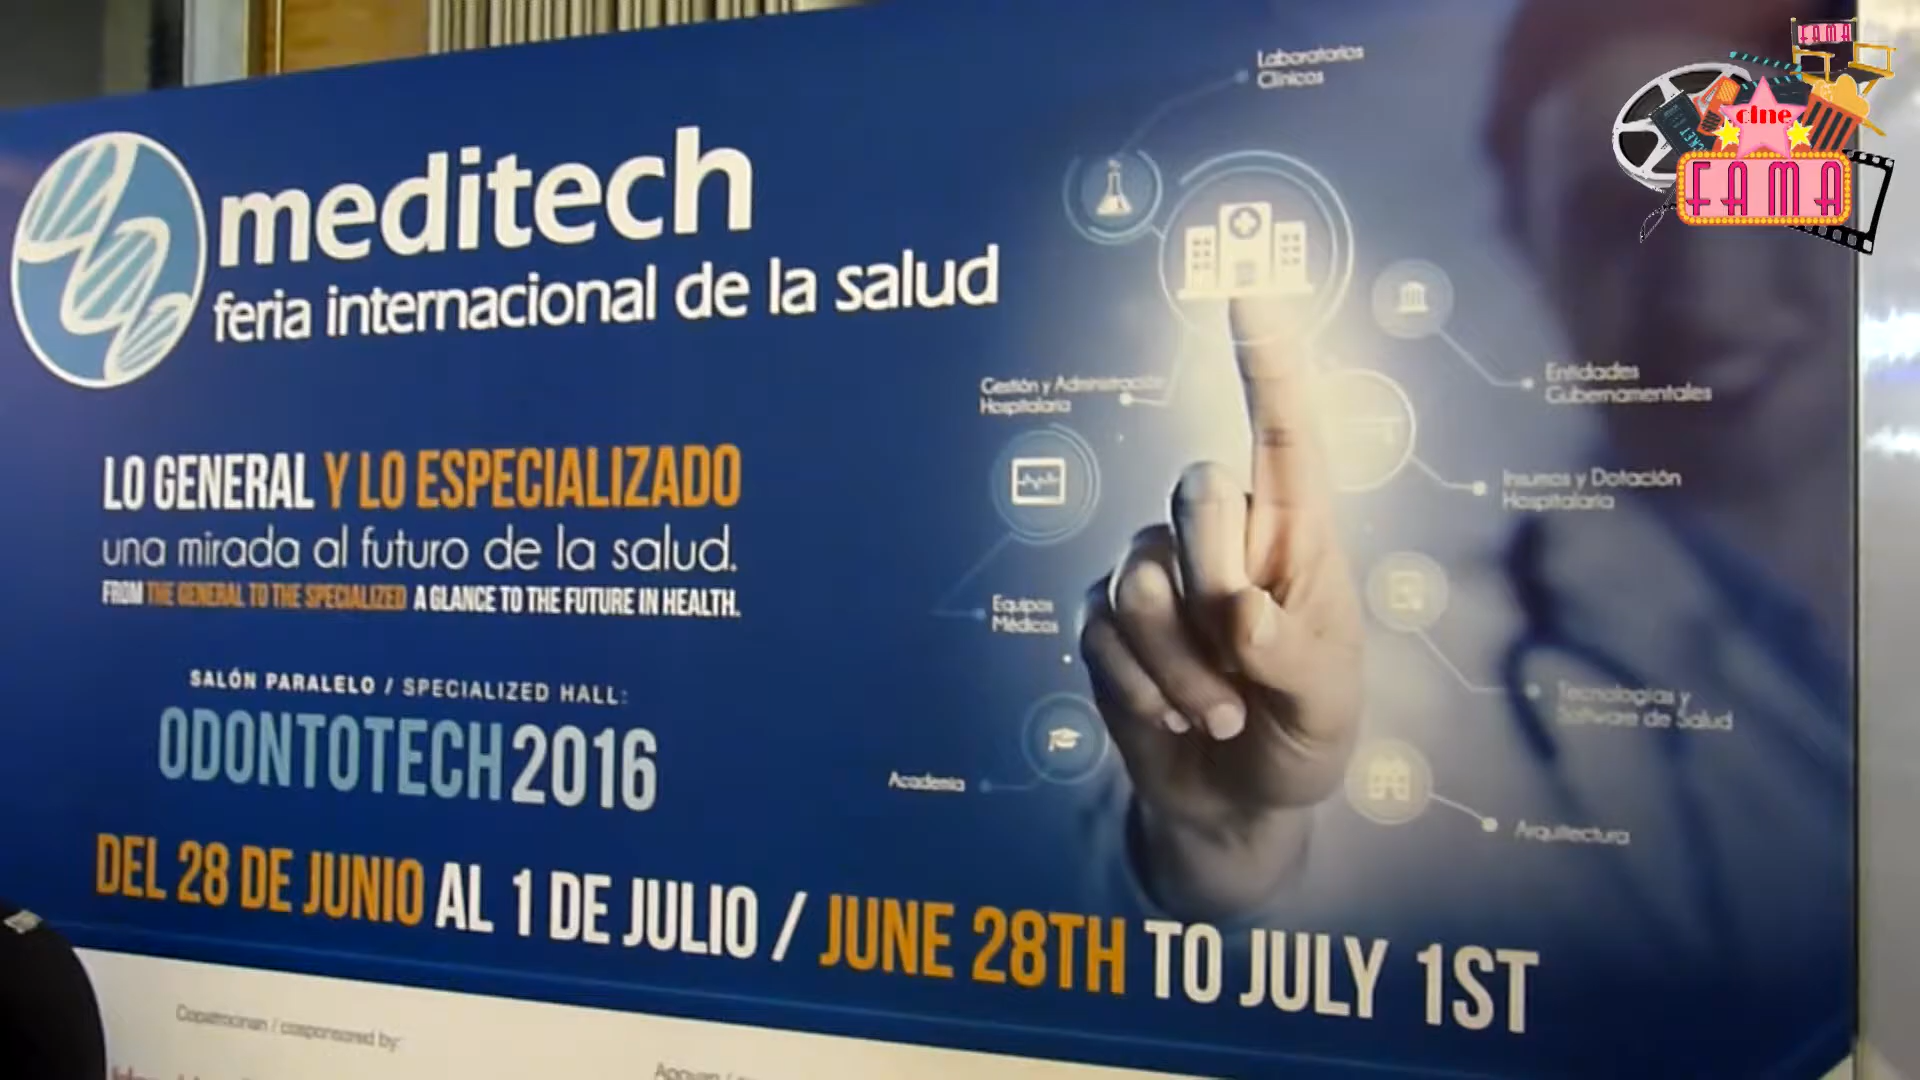 meditech
feria internacional de la salud
LO GENERAL Y LO ESPECIALIZADO
una mirada al futuro de la salud.
FROM THE GENERAL TO THE SPECIALIZED A GLANCE TO THE FUTURE IN HEALTH.
SALÓN PARALELO / SPECIALIZED HALL:
ODONTOTECH 2016
DEL 28 DE JUNIO AL 1 DE JULIO / JUNE 28TH TO JULY 1ST
Copatrocinan / cosponsored by:
Laboratorios
Clínicos
Gestión y Administración
Hospitalaria
Equipos
Médicos
Academia
Entidades
Gubernamentales
Insumos y Dotación
Hospitalaria
Tecnologías y
Software de Salud
Arquitectura
FAMA
cine
FAMA